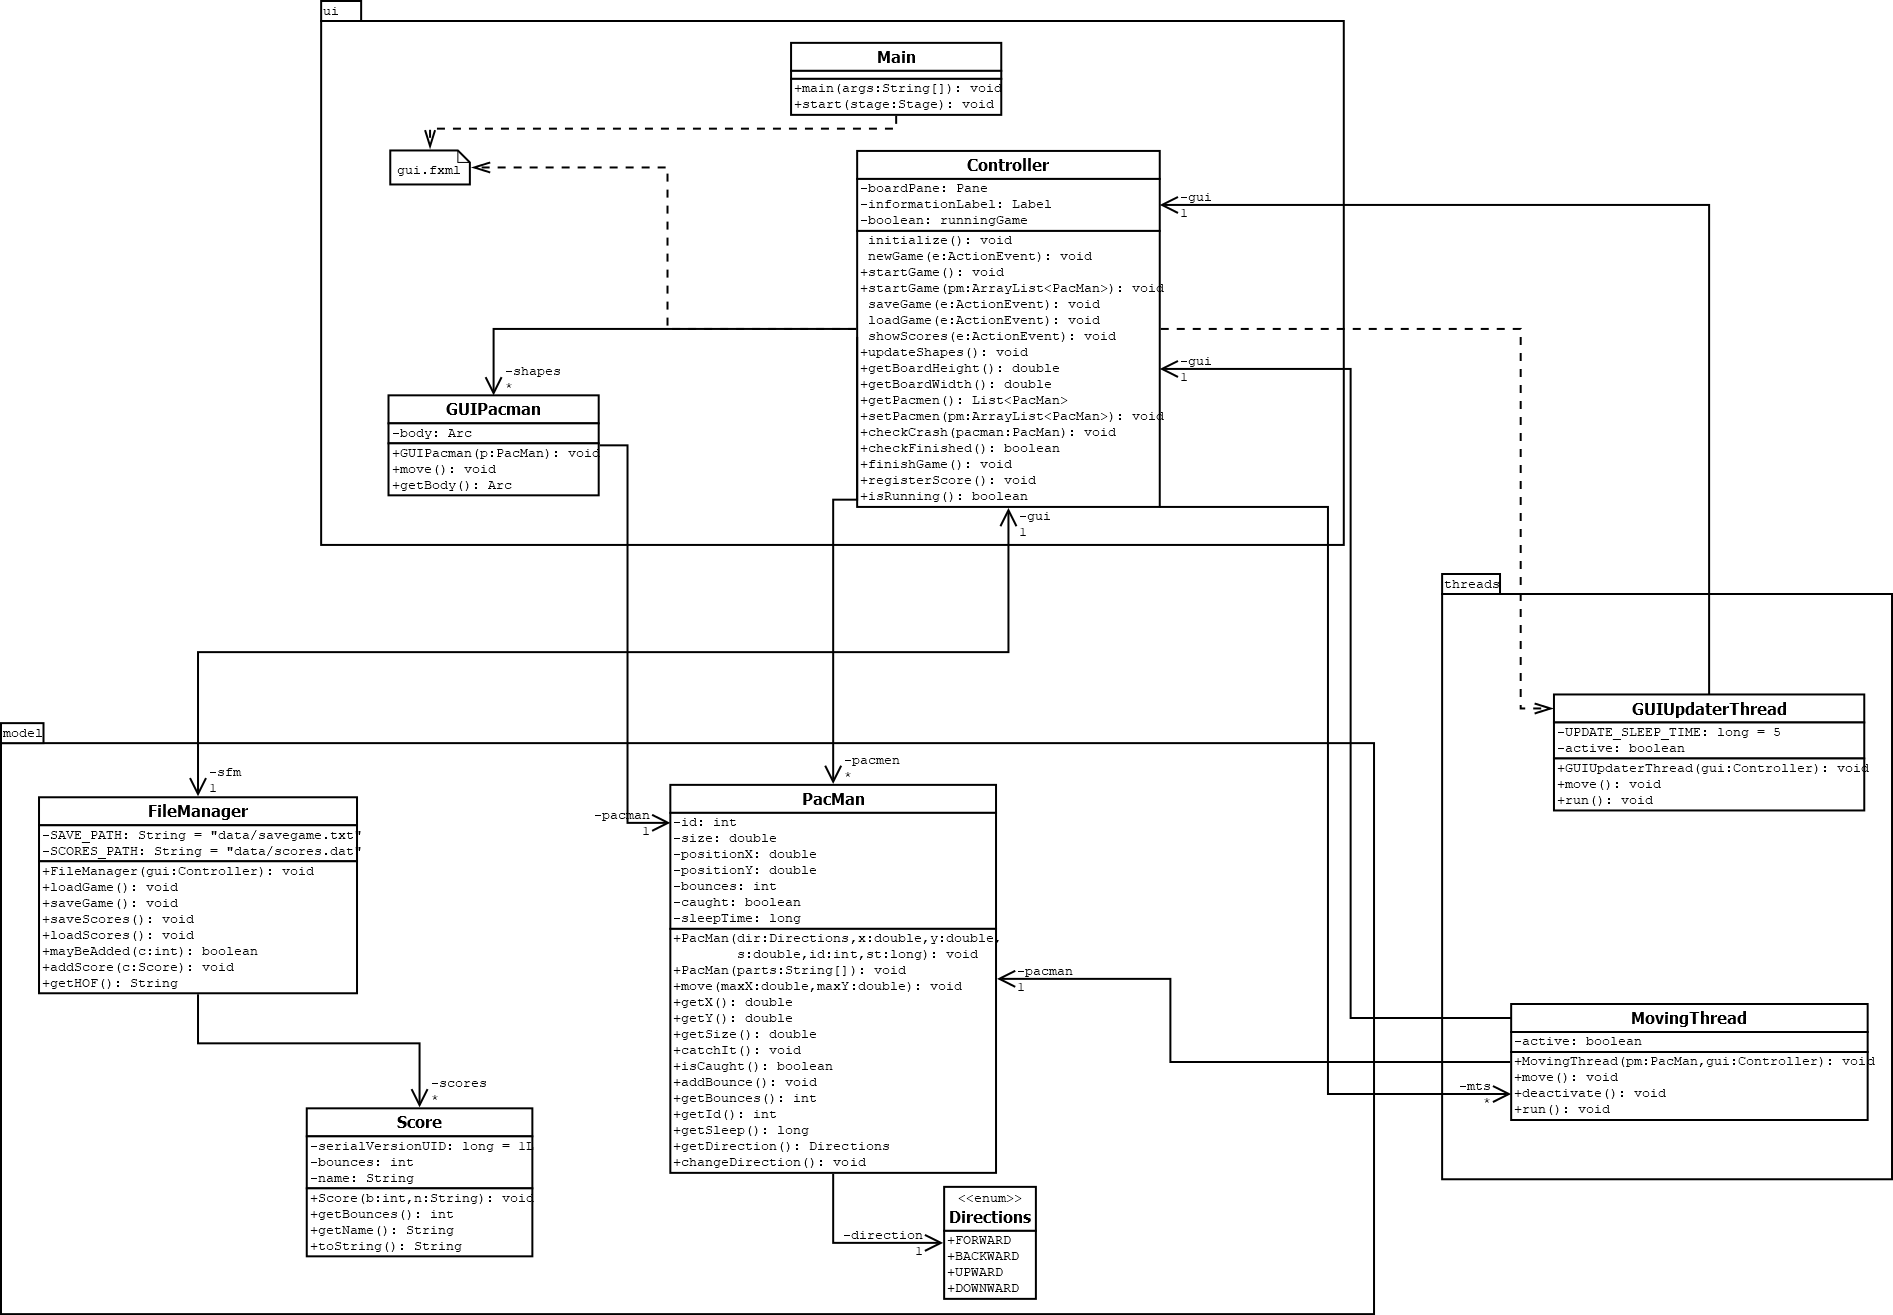 ui
Main
+main(args:String[]): void
+start(stage:Stage): void
gui.fxml
Controller
-boardPane: Pane
-informationLabel: Label
-boolean: runningGame
initialize(): void
newGame(e:ActionEvent): void
+startGame(): void
+startGame(pm:ArrayList<PacMan>): void
saveGame(e:ActionEvent): void
loadGame(e:ActionEvent): void
showScores(e:ActionEvent): void
+updateShapes(): void
+getBoardHeight(): double
+getBoardWidth(): double
+getPacmen(): List<PacMan>
+setPacmen(pm:ArrayList<PacMan>): void
+checkCrash(pacman:PacMan): void
+checkFinished(): boolean
+finishGame(): void
+registerScore(): void
+isRunning(): boolean
-gui
1
-gui
1
-gui
1
-shapes
*
GUIPacman
-body: Arc
+GUIPacman(p:PacMan): void
+move(): void
+getBody(): Arc
threads
GUIUpdaterThread
-UPDATE_SLEEP_TIME: long = 5
-active: boolean
+GUIUpdaterThread(gui:Controller): void
+move(): void
+run(): void
MovingThread
-active: boolean
+MovingThread(pm:PacMan,gui:Controller): void
+move(): void
+deactivate(): void
+run(): void
-mts
*
model
-sfm
1
FileManager
-SAVE_PATH: String = "data/savegame.txt"
-SCORES_PATH: String = "data/scores.dat"
+FileManager(gui:Controller): void
+loadGame(): void
+saveGame(): void
+saveScores(): void
+loadScores(): void
+mayBeAdded(c:int): boolean
+addScore(c:Score): void
+getHOF(): String
-scores
*
Score
-serialVersionUID: long = 1L
-bounces: int
-name: String
+Score(b:int,n:String): void
+getBounces(): int
+getName(): String
+toString(): String
-pacman
1
-pacmen
*
PacMan
-id: int
-size: double
-positionX: double
-positionY: double
-bounces: int
-caught: boolean
-sleepTime: long
+PacMan(dir:Directions,x:double,y:double,
s:double,id:int,st:long): void
+PacMan(parts:String[]): void
+move(maxX:double,maxY:double): void
+getX(): double
+getY(): double
+getSize(): double
+catchIt(): void
+isCaught(): boolean
+addBounce(): void
+getBounces(): int
+getId(): int
+getSleep(): long
+getDirection(): Directions
+changeDirection(): void
-pacman
1
-direction
1
<<enum>>
Directions
+FORWARD
+BACKWARD
+UPWARD
+DOWNWARD